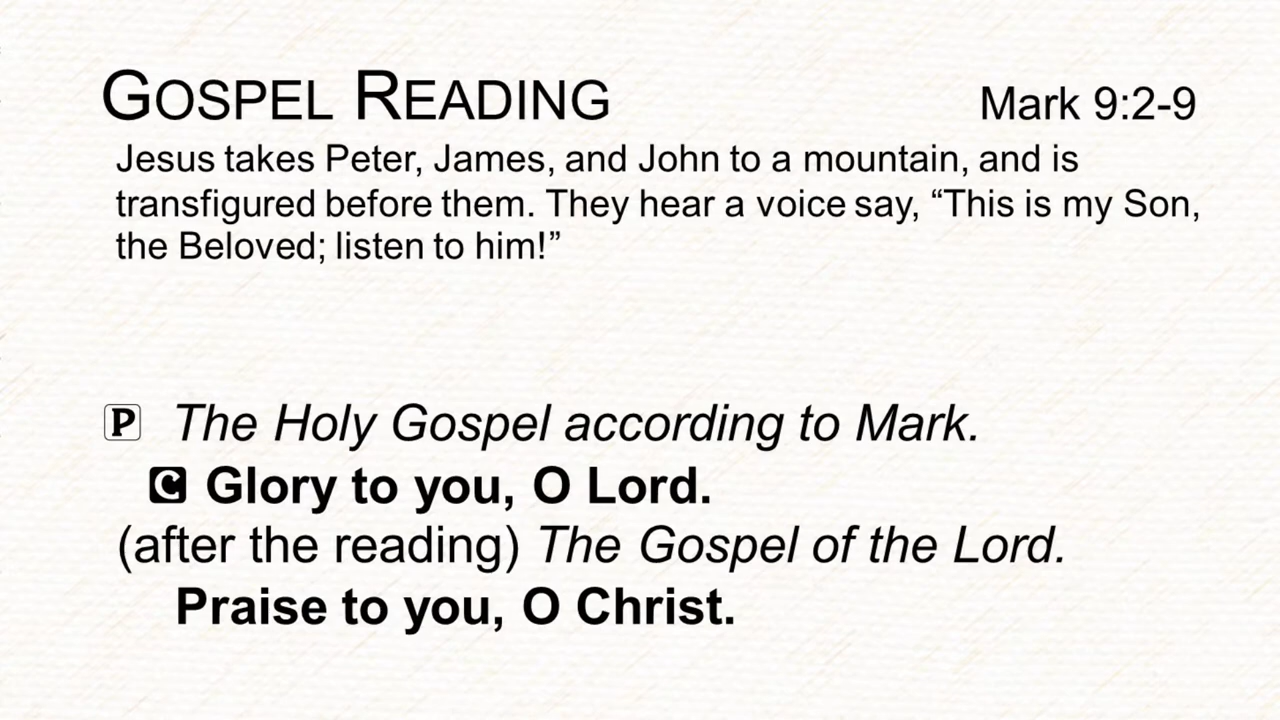 GOSPEL READING Mark 9:2-9
Jesus takes Peter, James, and John to a mountain, and is
transfigured before them. They hear a voice say, “This is my Son,
the Beloved; listen to him!”
P The Holy Gospel according to Mark.
C Glory to you, O Lord.
(after the reading) The Gospel of the Lord.
Praise to you, O Christ.